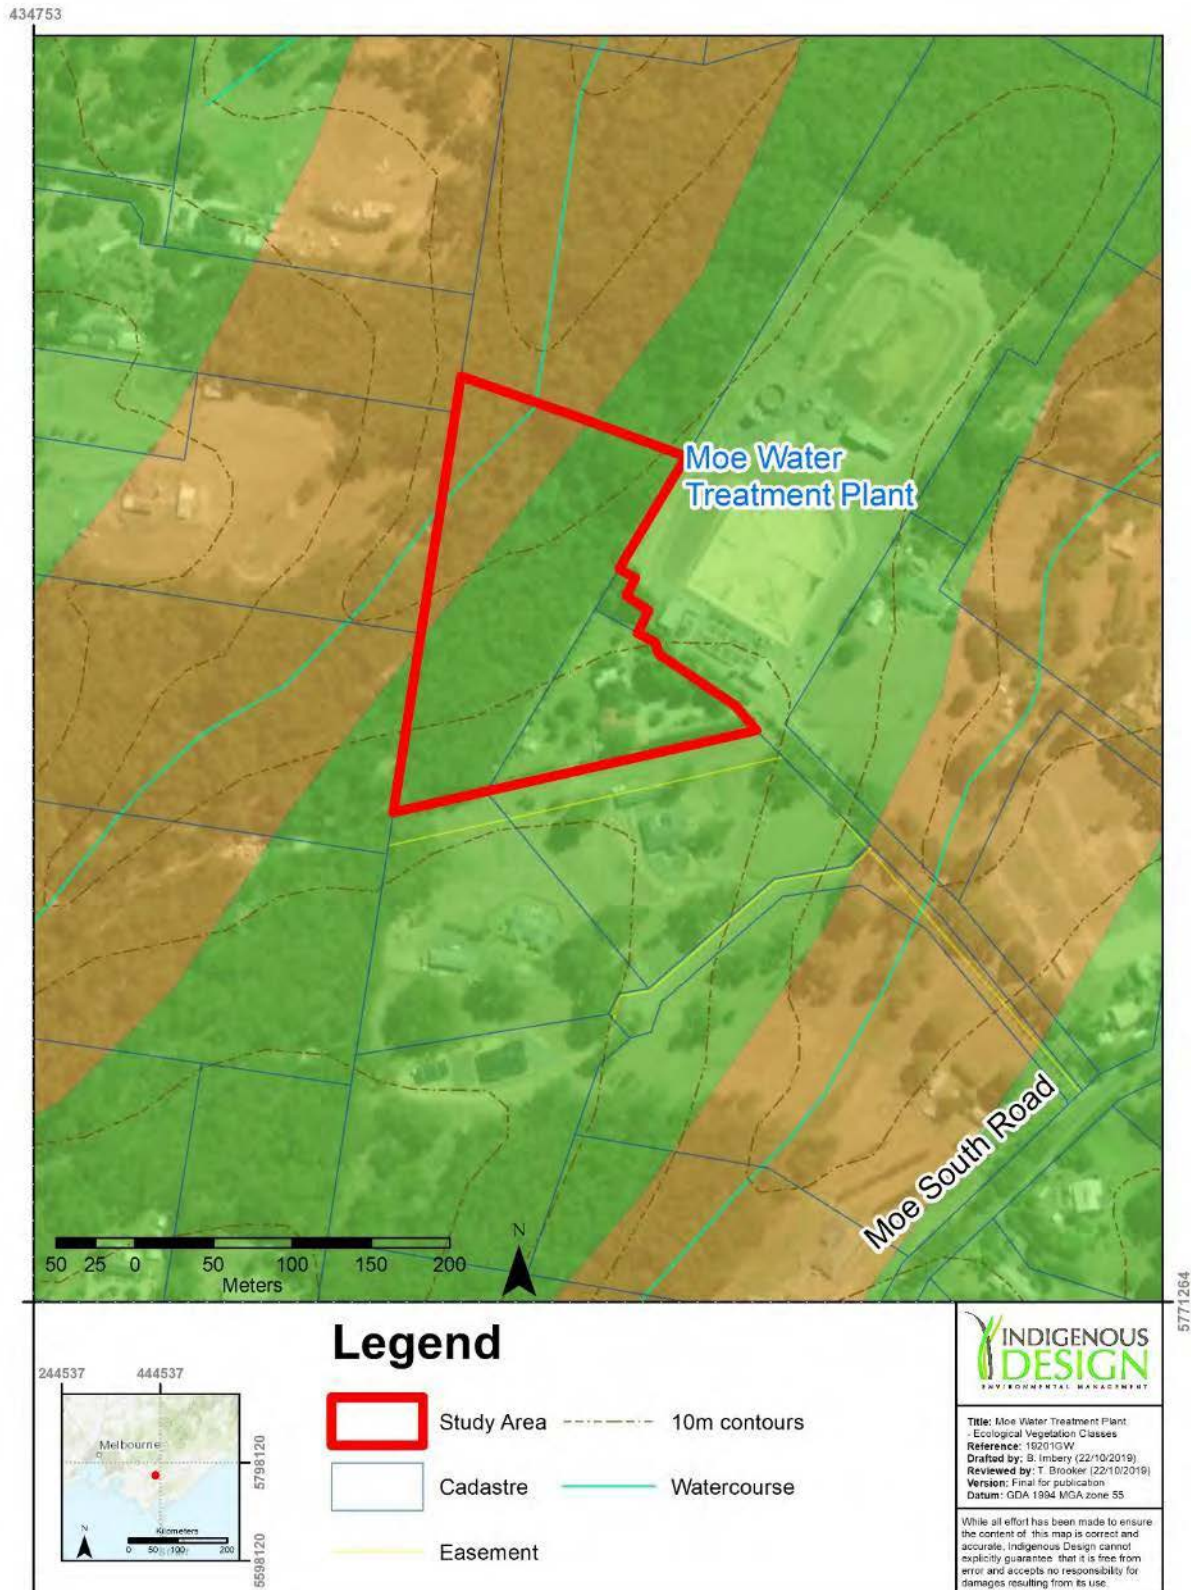 434753
Moe Water
Treatment Plant
Moe South Road
N
50 25 0 50 100 150 200
Meters
5771264
Legend
244537 444537
Melbourne
5798120
N
Kilometers
0 50 100 200
5598120
Study Area
10m contours
Cadastre
Watercourse
Easement
INDIGENOUS
DESIGN
ENVIRONMENTAL MANAGEMENT
Title: Moe Water Treatment Plant
- Ecological Vegetation Classes
Reference: 19201GW
Drafted by: B. Imbery (22/10/2019)
Reviewed by: T. Brooker (22/10/2019)
Version: Final for publication
Datum: GDA 1994 MGA zone 55
While all effort has been made to ensure
the content of this map is correct and
accurate, Indigenous Design cannot
explicitly guarantee that it is free from
error and accepts no responsibility for
damages resulting from its use.